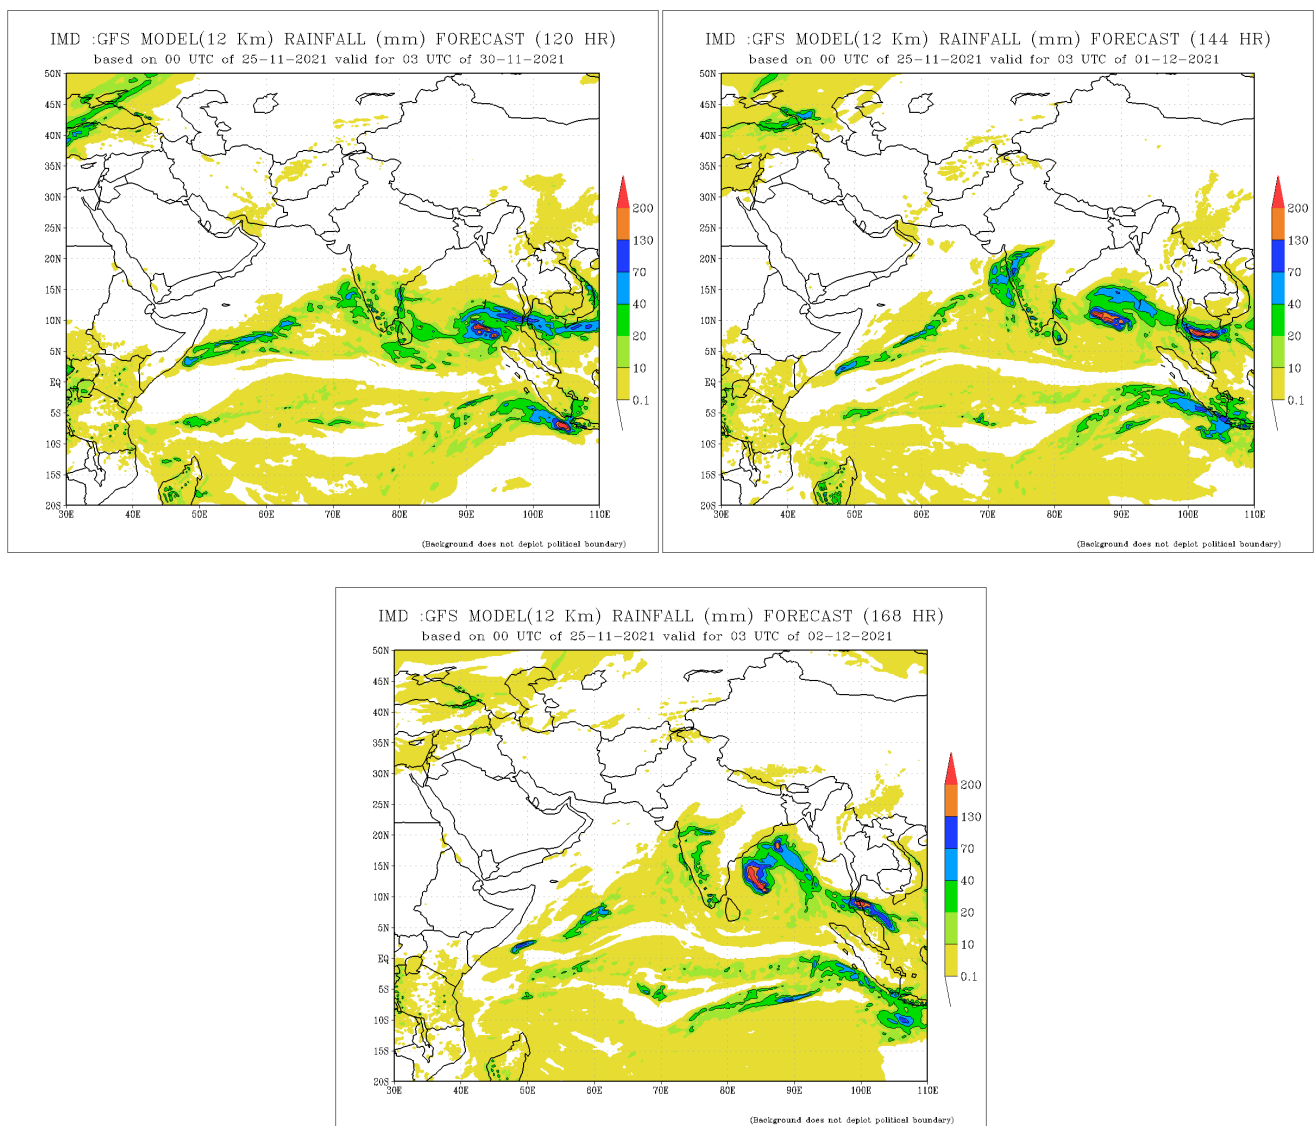 IMD :GFS MODEL(12 Km) RAINFALL (mm) FORECAST (120 HR)
based on 00 UTC of 25-11-2021 valid for 03 UTC of 30-11-2021
50N
45N
40N
35N
30N
25N
20N
15N
10N
5N
EQ
5S
10S
15S
20S
30E 40E 50E 60E 70E 80E 90E 100E 110E
200
130
70
40
20
10
0.1
(Background does not depict political boundary)
IMD :GFS MODEL(12 Km) RAINFALL (mm) FORECAST (144 HR)
based on 00 UTC of 25-11-2021 valid for 03 UTC of 01-12-2021
50N
45N
40N
35N
30N
25N
20N
15N
10N
5N
EQ
5S
10S
15S
20S
30E 40E 50E 60E 70E 80E 90E 100E 110E
200
130
70
40
20
10
0.1
(Background does not depict political boundary)
IMD :GFS MODEL(12 Km) RAINFALL (mm) FORECAST (168 HR)
based on 00 UTC of 25-11-2021 valid for 03 UTC of 02-12-2021
50N
45N
40N
35N
30N
25N
20N
15N
10N
5N
EQ
5S
10S
15S
20S
30E 40E 50E 60E 70E 80E 90E 100E 110E
200
130
70
40
20
10
0.1
(Background does not depict political boundary)